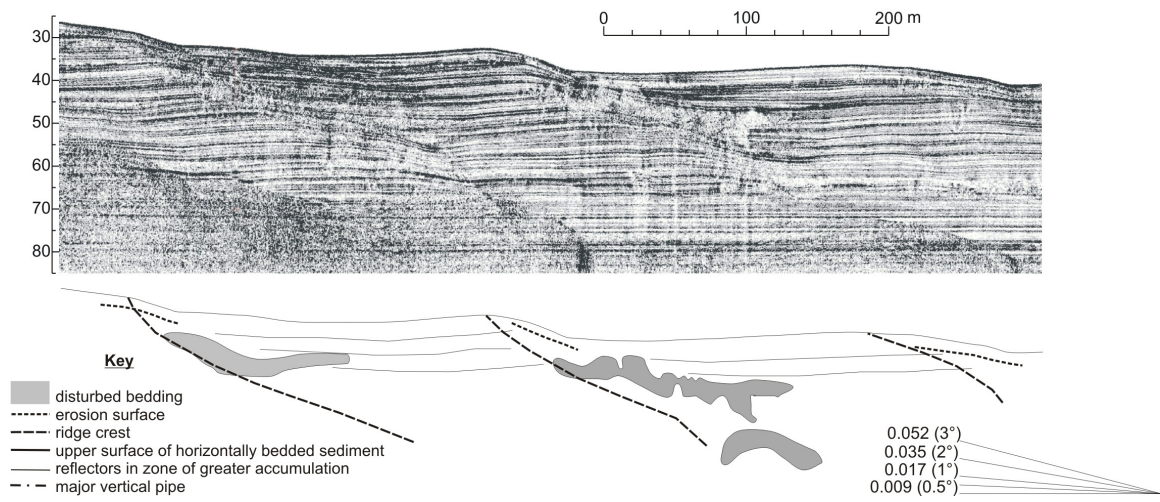 0 100 200 m
30
40
50
60
70
80
Key
disturbed bedding
erosion surface
ridge crest
upper surface of horizontally bedded sediment
reflectors in zone of greater accumulation
major vertical pipe
0.052 (3°)
0.035 (2°)
0.017 (1°)
0.009 (0.5°)